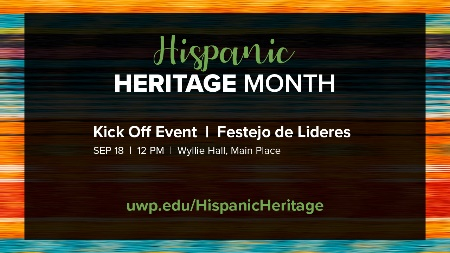 Hispanic
HERITAGE MONTH
Kick Off Event | Festejo de Lideres
SEP 18 | 12 PM | Wyllie Hall, Main Place
uwp.edu/HispanicHeritage